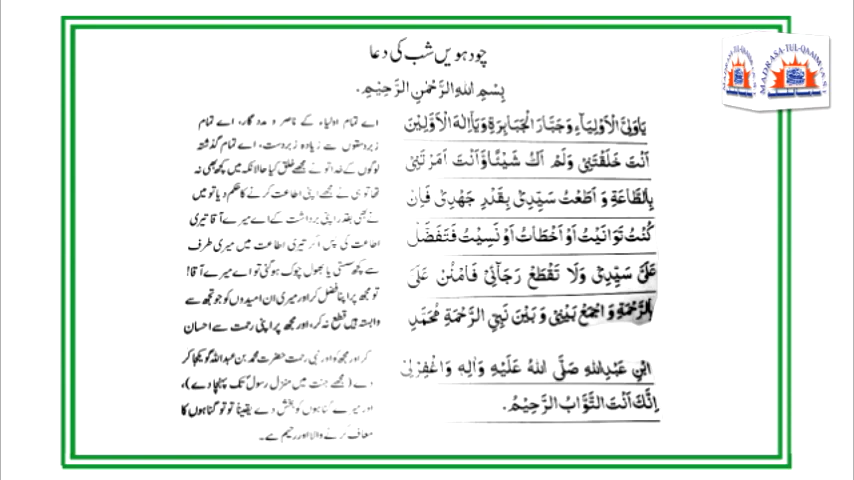 چودہویں شب کی دعا
بِسْمِ اللهِ الرَّحْمٰنِ الرَّحِيْمِ.
يَاوَلِيَّ الْاَوْلِيَاۤءِ وَجَبَّارَ الْجَبَابِرَةِ وَيَاۤاِلٰهَ الْاَوَّلِيْنَ
اَنْتَ خَلَقْتَنِيْ وَلَمْ اَكُ شَيْئًا وَّاَنْتَ اَمَرْتَنِيْ
بِالطَّاعَةِ وَ اَطَعْتُ سَيِّدِيْ بِقَدْرِ جَهْدِيْ فَاِنْ
كُنْتُ تَوَانَيْتُ اَوْ اَخْطَاتُ اَوْ نَسِيْتُ فَتَفَضَّلْ
عَلَيَّ سَيِّدِيْ وَلَا تَقْطَعْ رَجَاۤئِيْ فَامْنُنْ عَلَيَّ
بِالرَّحْمَةِ وَ اجْمَعْ بَيْنِيْ وَ بَيْنَ نَبِيِّ الرَّحْمَةِ مُحَمَّدِ
ابْنِ عَبْدِاللهِ صَلَّى اللهُ عَلَيْهِ وَاٰلِهٖ وَاغْفِرْلِيْ
اِنَّكَ اَنْتَ التَّوَّابُ الرَّحِيْمُ.
اے تمام اولیاء کے ناصر و مددگار، اے تمام
زبردستوں سے زیادہ زبردست، اے تمام گذشتہ
لوگوں کے خدا تو نے مجھے خلق کیا حالانکہ میں کچھ بھی نہ
تھا تو ہی نے مجھے اپنی اطاعت کرنے کا حکم دیا تو میں
نے بھی بقدر اپنی برداشت کے اے میرے آقا تیری
اطاعت کی پس اگر تیری اطاعت میں میری طرف
سے کچھ سستی یا بھول چوک ہوگئی تو اے میرے آقا!
تو مجھ پر اپنا فضل کر اور میری ان امیدوں کو جو تجھ سے
وابستہ ہیں قطع نہ کر، اور مجھ پر اپنی رحمت سے احسان
کر اور مجھ کو اور نبی رحمت حضرت محمد بن عبداللہ کو یکجا کر
دے (مجھے جنت میں منزل رسولؐ تک پہنچا دے)،
اور میرے گناہوں کو بخش دے یقیناً تو تو گناہوں کا
معاف کرنے والا اور رحیم ہے۔
MADRASA-TUL-QAAIM